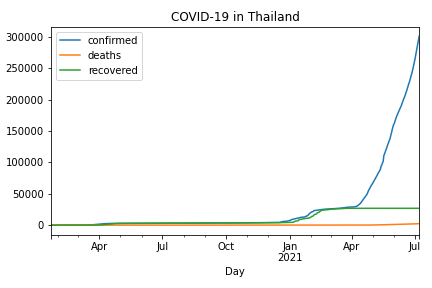 COVID-19 in Thailand
confirmed
deaths
recovered
300000
250000
200000
150000
100000
50000
0
Apr
Jul
Oct
Jan
2021
Apr
Jul
Day